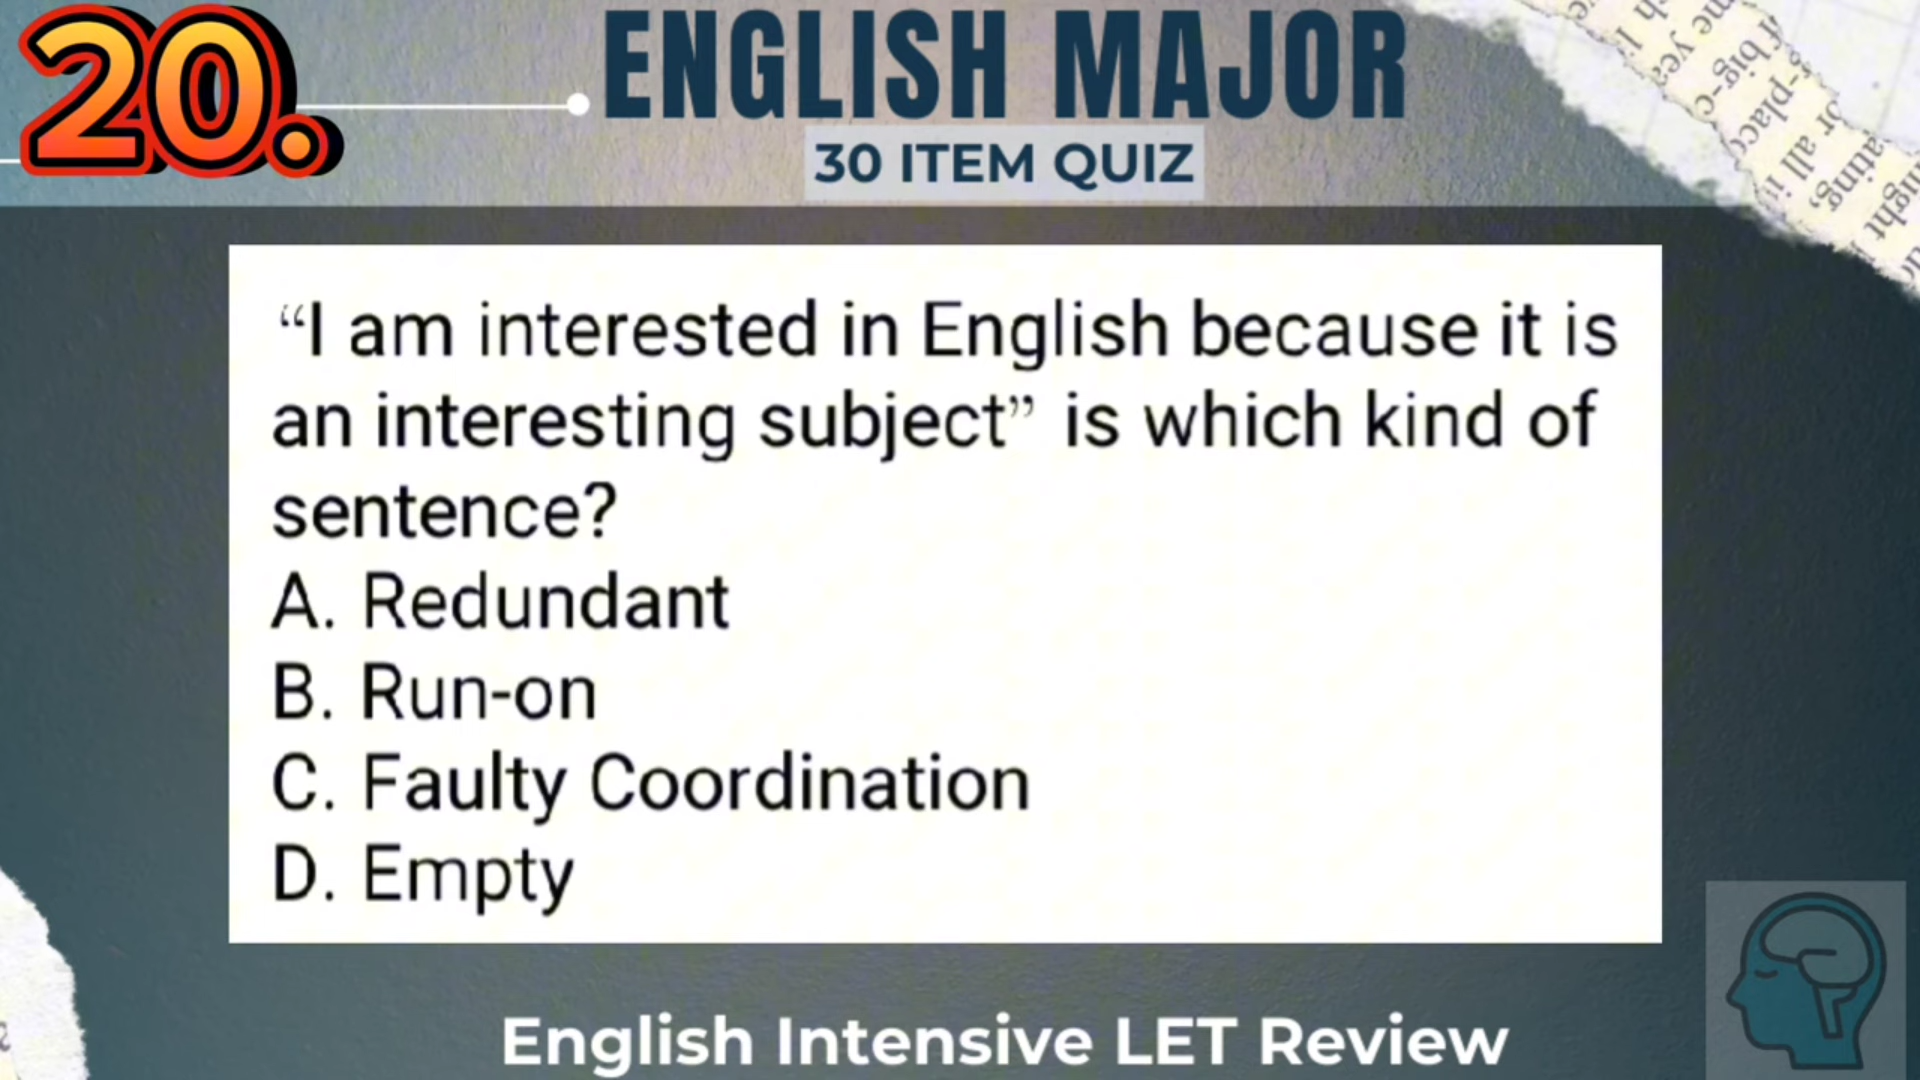 20.
ENGLISH MAJOR
30 ITEM QUIZ
“I am interested in English because it is
an interesting subject” is which kind of
sentence?
A. Redundant
B. Run-on
C. Faulty Coordination
D. Empty
English Intensive LET Review